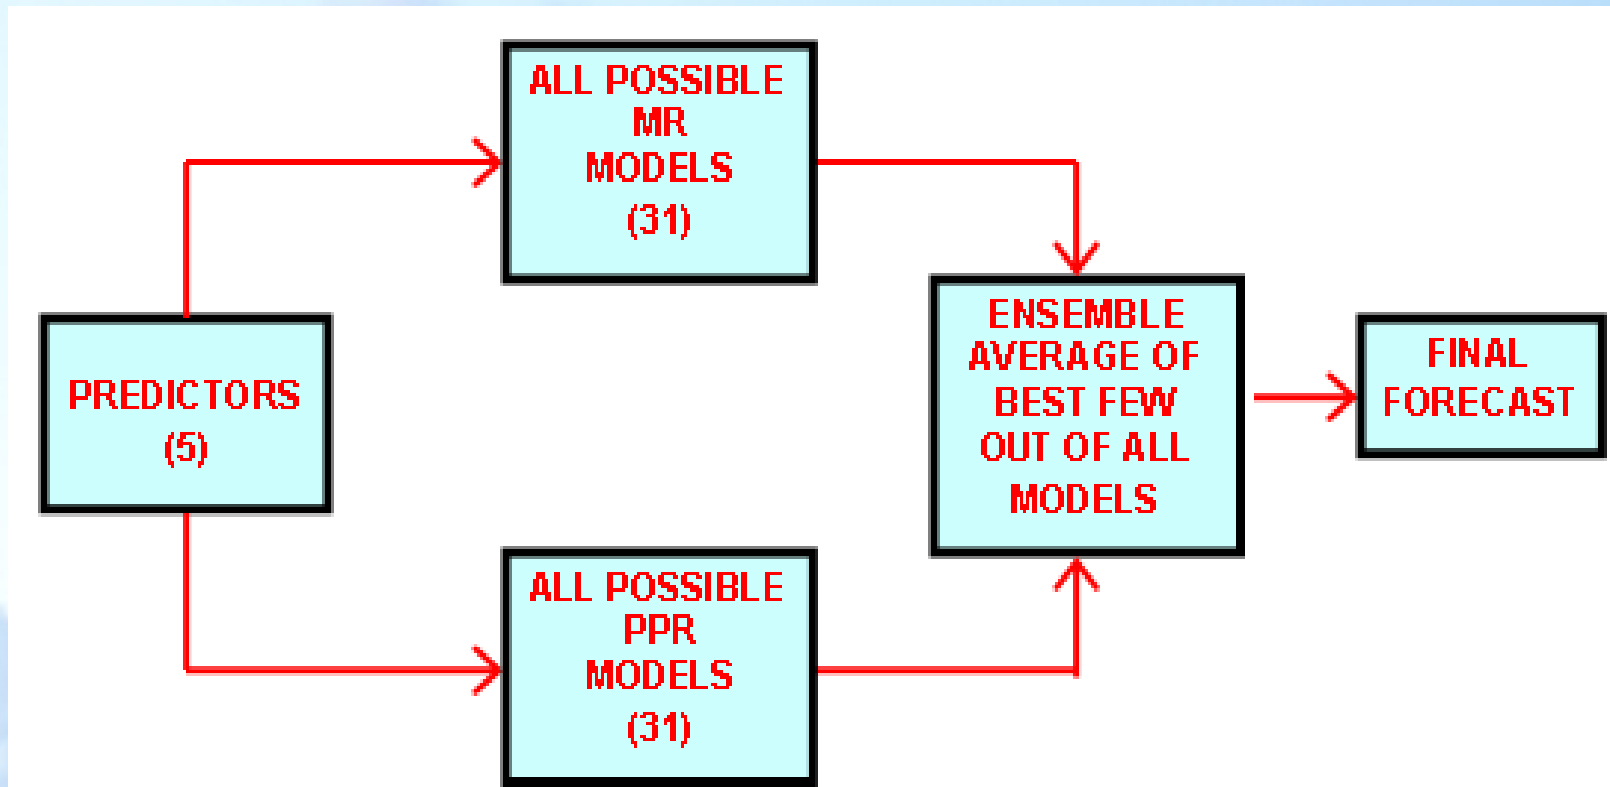 ALL POSSIBLE
MR
MODELS
(31)
PREDICTORS
(5)
ENSEMBLE
AVERAGE OF
BEST FEW
OUT OF ALL
MODELS
FINAL
FORECAST
ALL POSSIBLE
PPR
MODELS
(31)